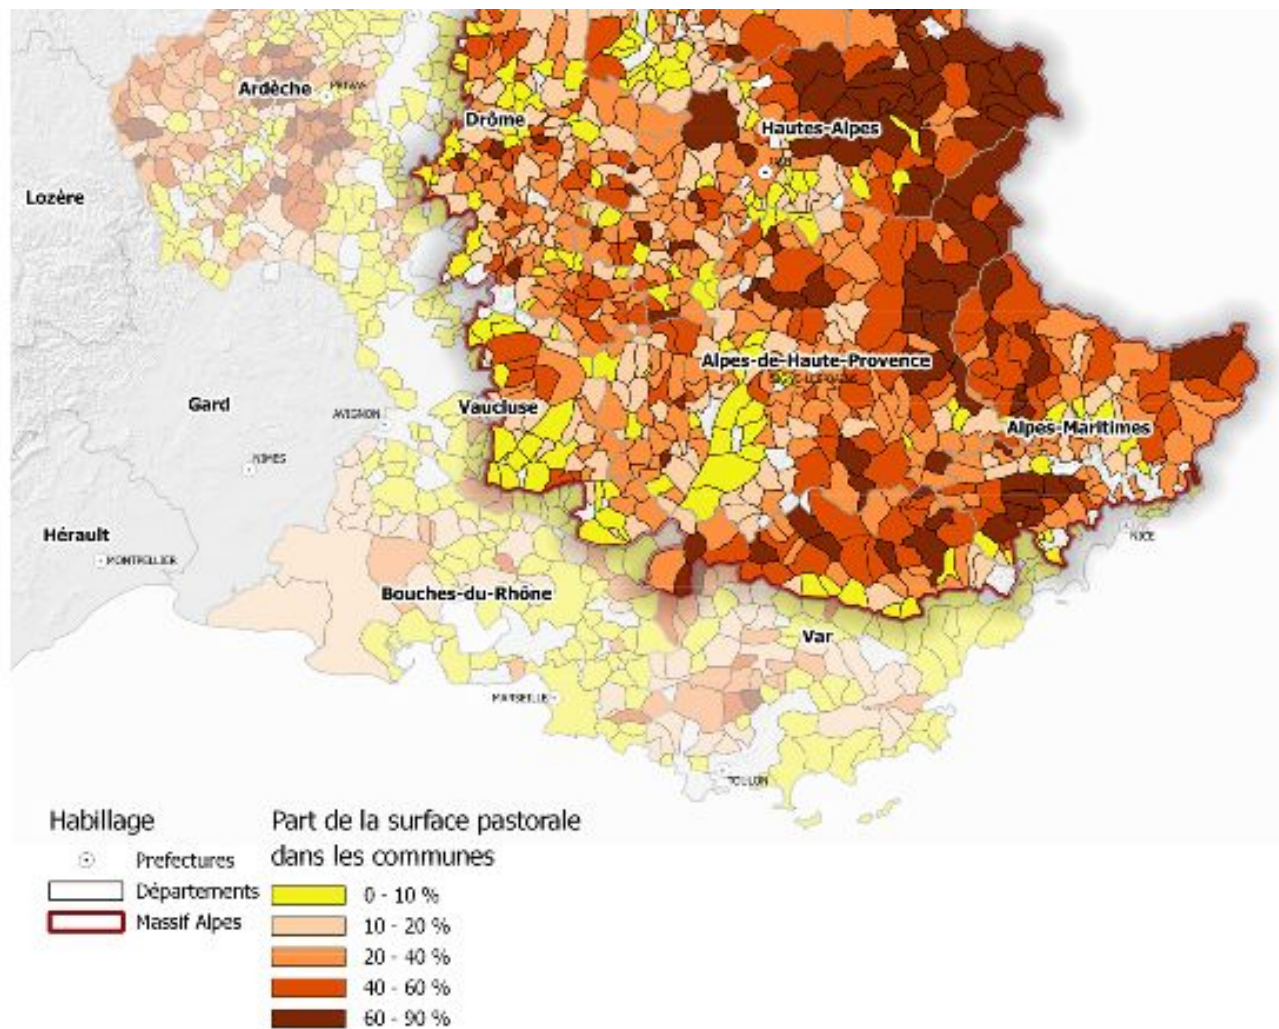 Ardèche
PRIVAS
Drôme
Hautes-Alpes
GAP
Lozère
Alpes-de-Haute-Provence
Gard
AVIGNON
Vaucluse
Alpes-Maritimes
NIMES
Hérault
MONTPELLIER
NICE
Bouches-du-Rhône
Var
MARSEILLE
TOULON
Habillage
Prefectures
Départements
Massif Alpes
Part de la surface pastorale
dans les communes
0 - 10 %
10 - 20 %
20 - 40 %
40 - 60 %
60 - 90 %